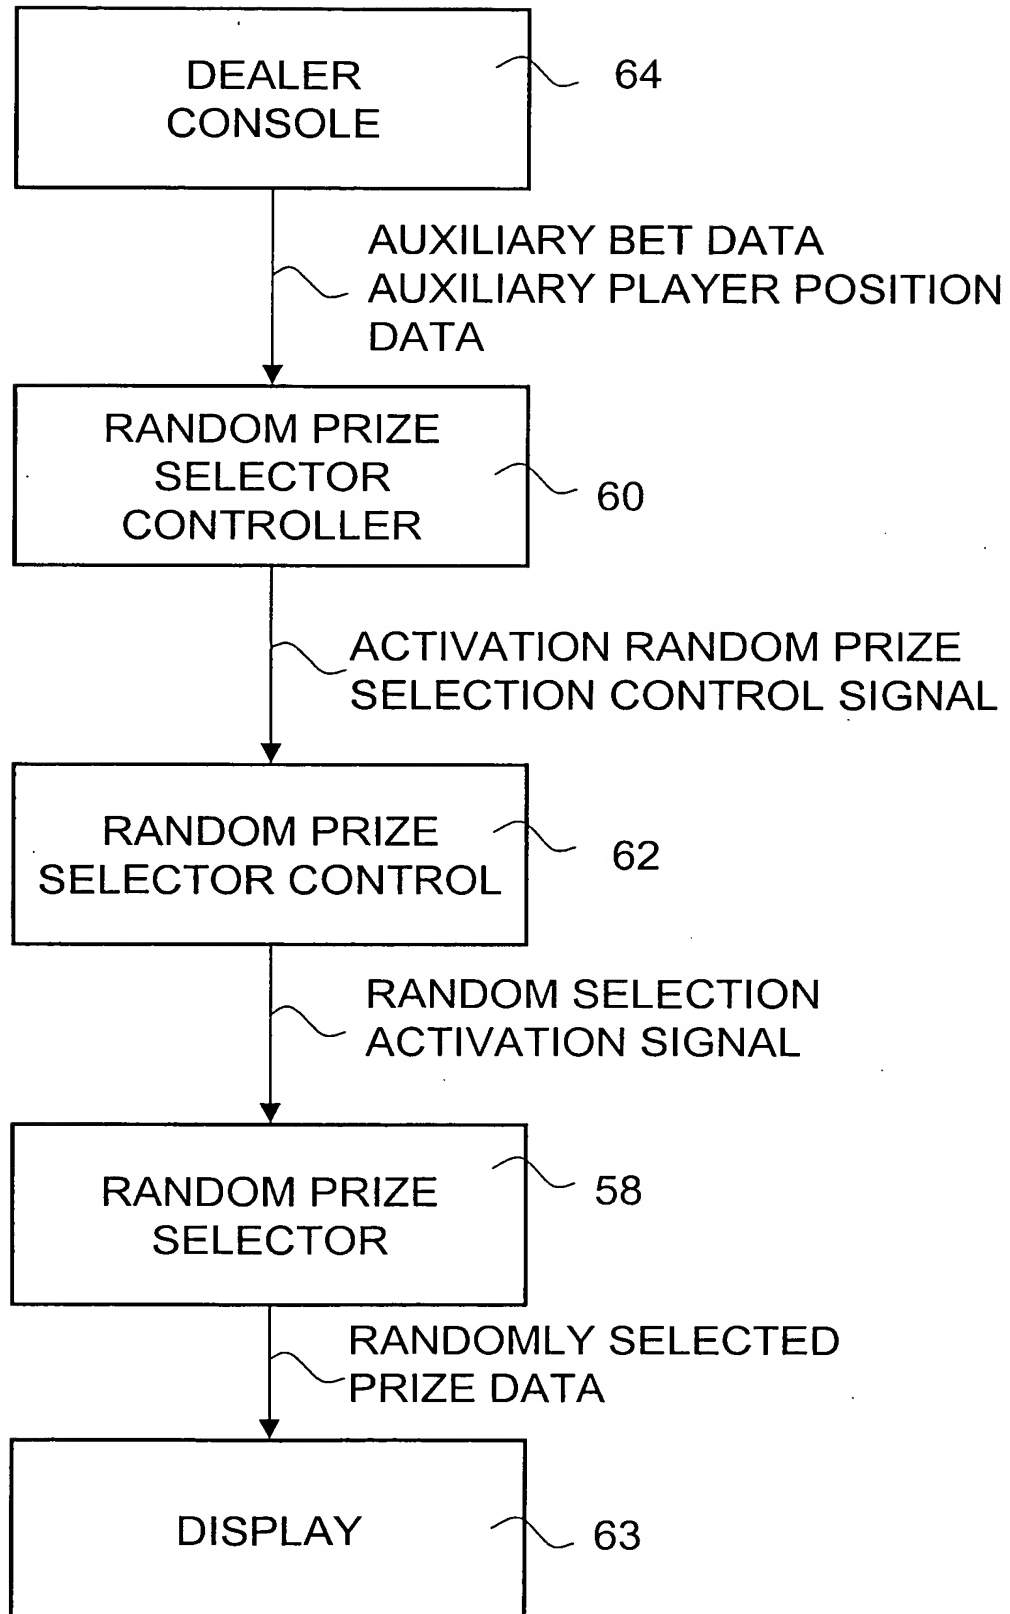 DEALER
CONSOLE
64
AUXILIARY BET DATA
AUXILIARY PLAYER POSITION
DATA
RANDOM PRIZE
SELECTOR
CONTROLLER
60
ACTIVATION RANDOM PRIZE
SELECTION CONTROL SIGNAL
RANDOM PRIZE
SELECTOR CONTROL
62
RANDOM SELECTION
ACTIVATION SIGNAL
RANDOM PRIZE
SELECTOR
58
RANDOMLY SELECTED
PRIZE DATA
DISPLAY
63